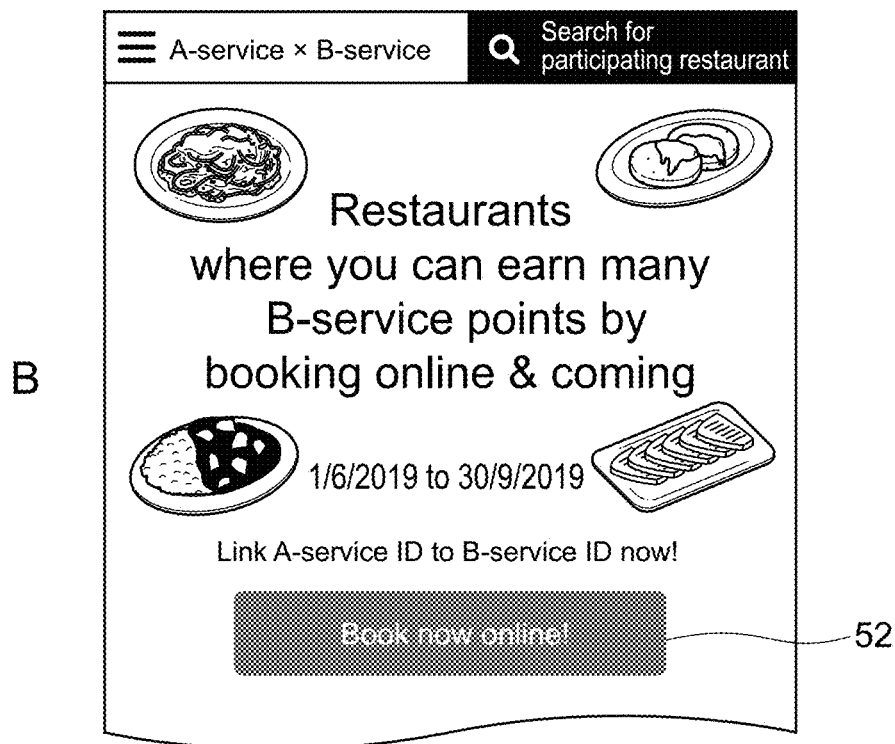 A-service × B-service
Search for
participating restaurant
Restaurants
where you can earn many
B-service points by
booking online & coming
B
1/6/2019 to 30/9/2019
Link A-service ID to B-service ID now!
Book now online!
52